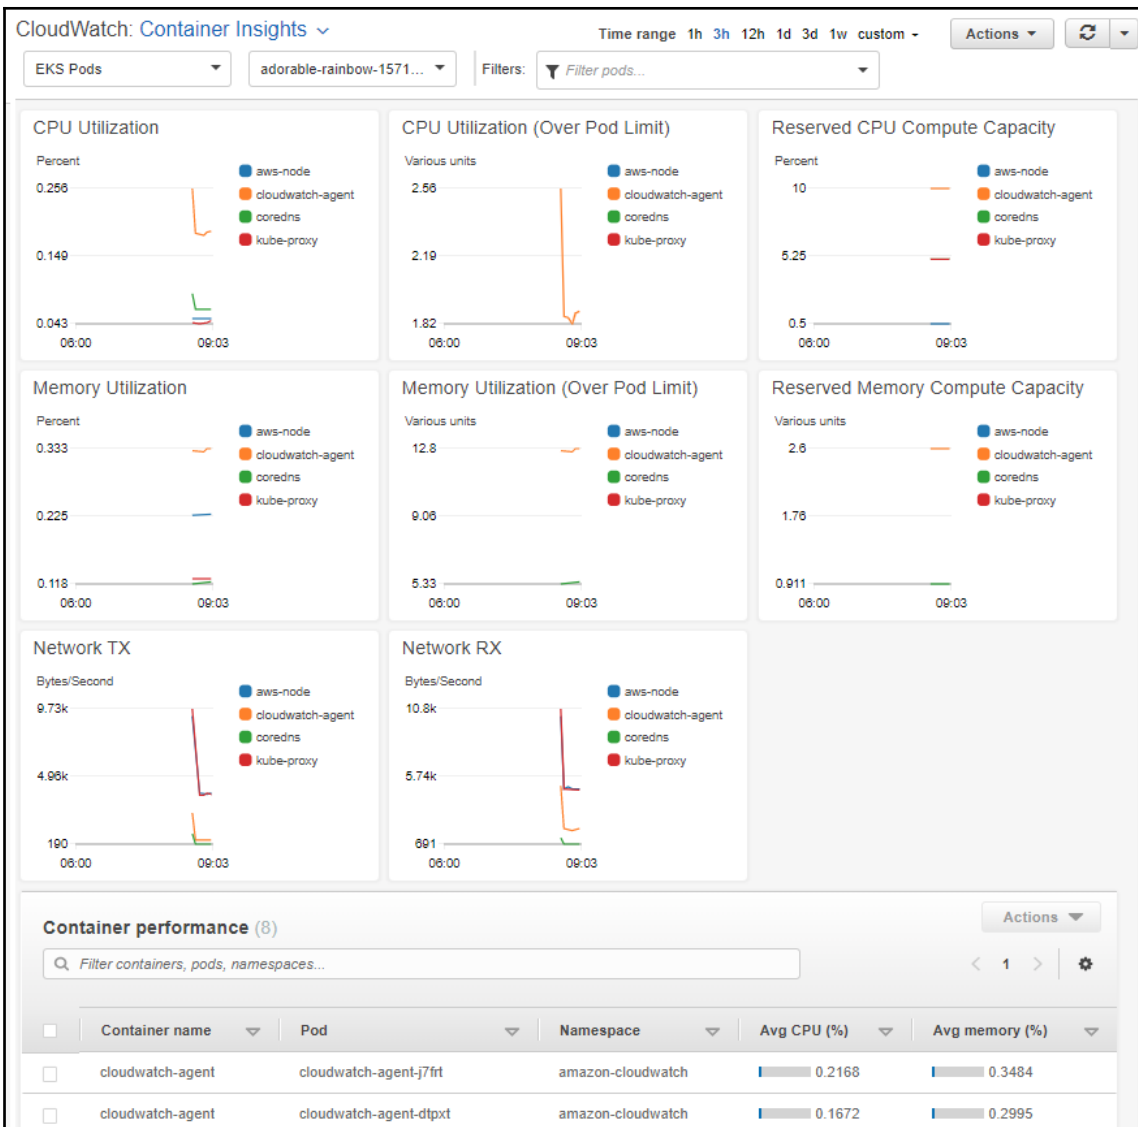 CloudWatch: Container Insights
Time range 1h 3h 12h 1d 3d 1w custom
Actions
EKS Pods
adorable-rainbow-1571...
Filters:
Filter pods...
CPU Utilization
Percent
0.256
0.149
0.043
06:00
09:03
aws-node
cloudwatch-agent
coredns
kube-proxy
CPU Utilization (Over Pod Limit)
Various units
2.56
2.19
1.82
06:00
09:03
aws-node
cloudwatch-agent
coredns
kube-proxy
Reserved CPU Compute Capacity
Percent
10
5.25
0.5
06:00
09:03
aws-node
cloudwatch-agent
coredns
kube-proxy
Memory Utilization
Percent
0.333
0.225
0.118
06:00
09:03
aws-node
cloudwatch-agent
coredns
kube-proxy
Memory Utilization (Over Pod Limit)
Various units
12.8
9.06
5.33
06:00
09:03
aws-node
cloudwatch-agent
coredns
kube-proxy
Reserved Memory Compute Capacity
Various units
2.6
1.76
0.911
06:00
09:03
aws-node
cloudwatch-agent
coredns
kube-proxy
Network TX
Bytes/Second
9.73k
4.96k
190
06:00
09:03
aws-node
cloudwatch-agent
coredns
kube-proxy
Network RX
Bytes/Second
10.8k
5.74k
691
06:00
09:03
aws-node
cloudwatch-agent
coredns
kube-proxy
Container performance (8)
Actions
Filter containers, pods, namespaces...
1
Container name Pod Namespace Avg CPU (%) Avg memory (%)
cloudwatch-agent cloudwatch-agent-j7frt amazon-cloudwatch 0.2168 0.3484
cloudwatch-agent cloudwatch-agent-dtpxt amazon-cloudwatch 0.1672 0.2995